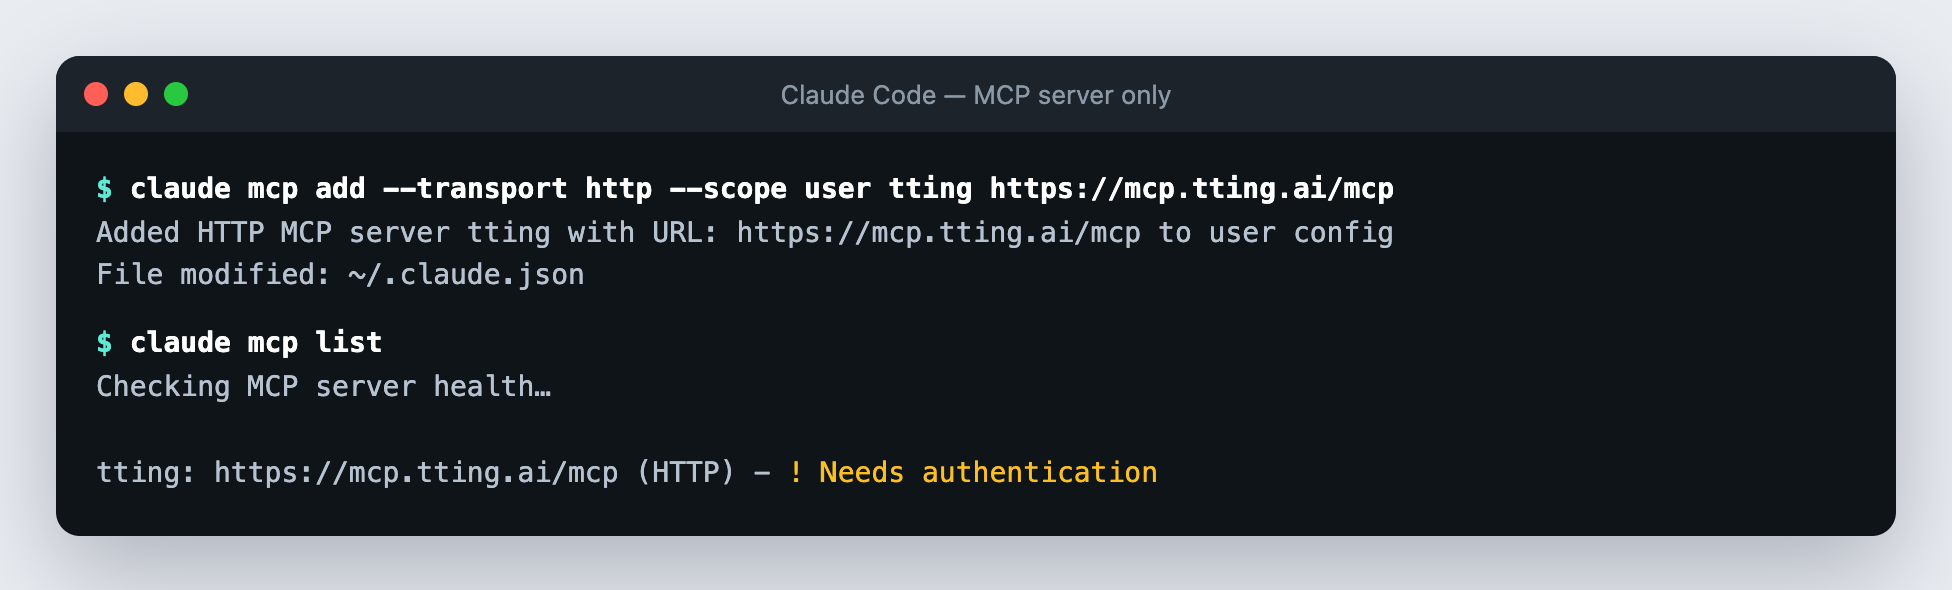 Claude Code — MCP server only
$ claude mcp add --transport http --scope user tting https://mcp.tting.ai/mcp
Added HTTP MCP server tting with URL: https://mcp.tting.ai/mcp to user config
File modified: ~/.claude.json
$ claude mcp list
Checking MCP server health…
tting: https://mcp.tting.ai/mcp (HTTP) – ! Needs authentication